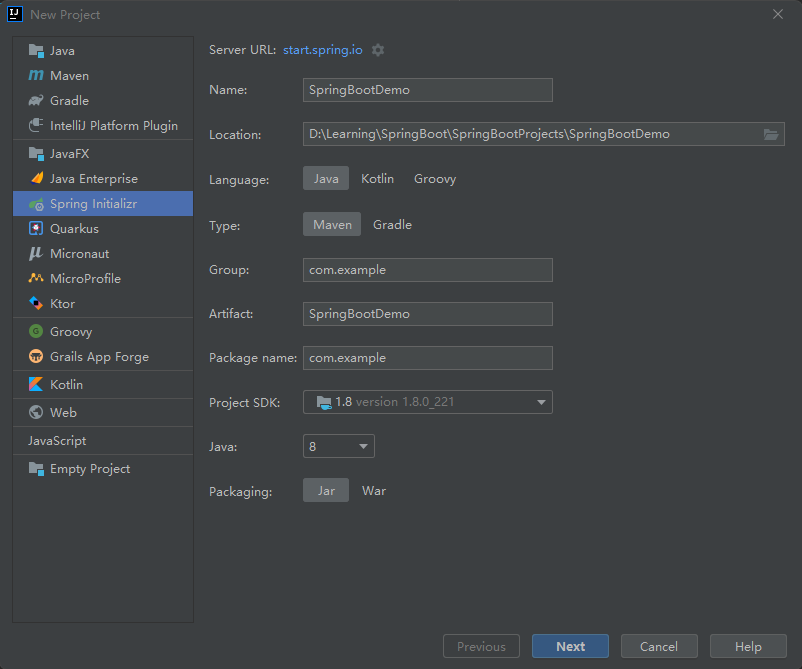 New Project
Java
Maven
Gradle
IntelliJ Platform Plugin
JavaFX
Java Enterprise
Spring Initializr
Quarkus
Micronaut
MicroProfile
Ktor
Groovy
Grails App Forge
Kotlin
Web
JavaScript
Empty Project
Server URL: start.spring.io
Name: SpringBootDemo
Location: D:\Learning\SpringBoot\SpringBootProjects\SpringBootDemo
Language: Java Kotlin Groovy
Type: Maven Gradle
Group: com.example
Artifact: SpringBootDemo
Package name: com.example
Project SDK: 1.8 version 1.8.0_221
Java: 8
Packaging: Jar War
Previous Next Cancel Help